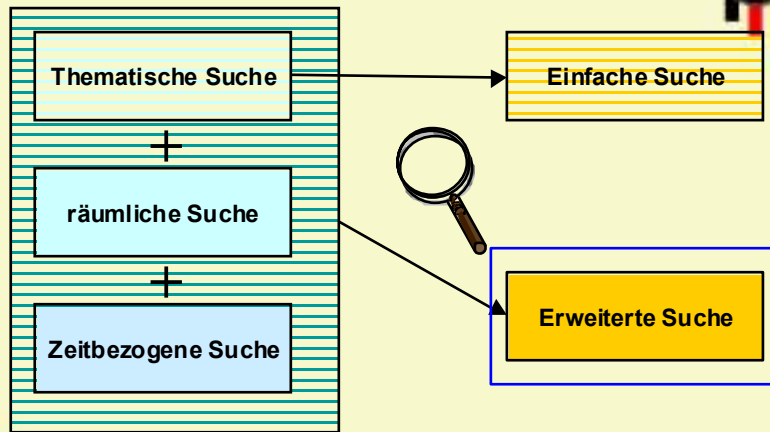 Thematische Suche
Einfache Suche
+
räumliche Suche
+
Erweiterte Suche
Zeitbezogene Suche